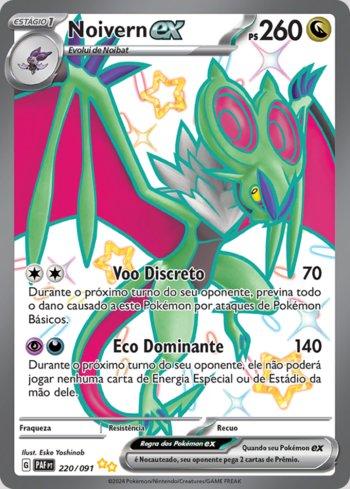 ESTÁGIO 1
Noivern ex
PS 260
Evolui de Noibat
Voo Discreto 70
Durante o próximo turno do seu oponente, previna todo
o dano causado a este Pokémon por ataques de Pokémon
Básicos.
Eco Dominante 140
Durante o próximo turno do seu oponente, ele não poderá
jogar nenhuma carta de Energia Especial ou de Estádio da
mão dele.
Fraqueza Resistência Recuo
Ilust. Eske Yoshinob
Regra dos Pokémon ex
Quando seu Pokémon ex
é Nocauteado, seu oponente pega 2 cartas de Prêmio.
G PAF PT 220/091
©2024 Pokémon/Nintendo/Creatures/GAME FREAK